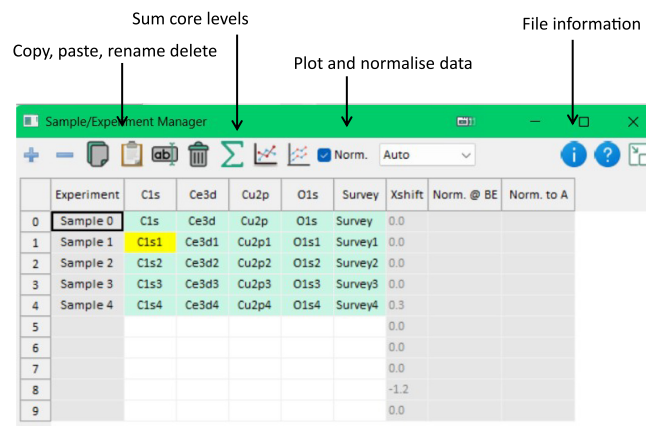 Sum core levels
File information
Copy, paste, rename delete
Plot and normalise data
Sample/Experiment Manager
Norm. Auto
Experiment C1s Ce3d Cu2p O1s Survey Xshift Norm. @ BE Norm. to A
0 Sample 0 C1s Ce3d Cu2p O1s Survey 0.0
1 Sample 1 C1s1 Ce3d1 Cu2p1 O1s1 Survey1 0.0
2 Sample 2 C1s2 Ce3d2 Cu2p2 O1s2 Survey2 0.0
3 Sample 3 C1s3 Ce3d3 Cu2p3 O1s3 Survey3 0.0
4 Sample 4 C1s4 Ce3d4 Cu2p4 O1s4 Survey4 0.3
5 0.0
6 0.0
7 0.0
8 -1.2
9 0.0